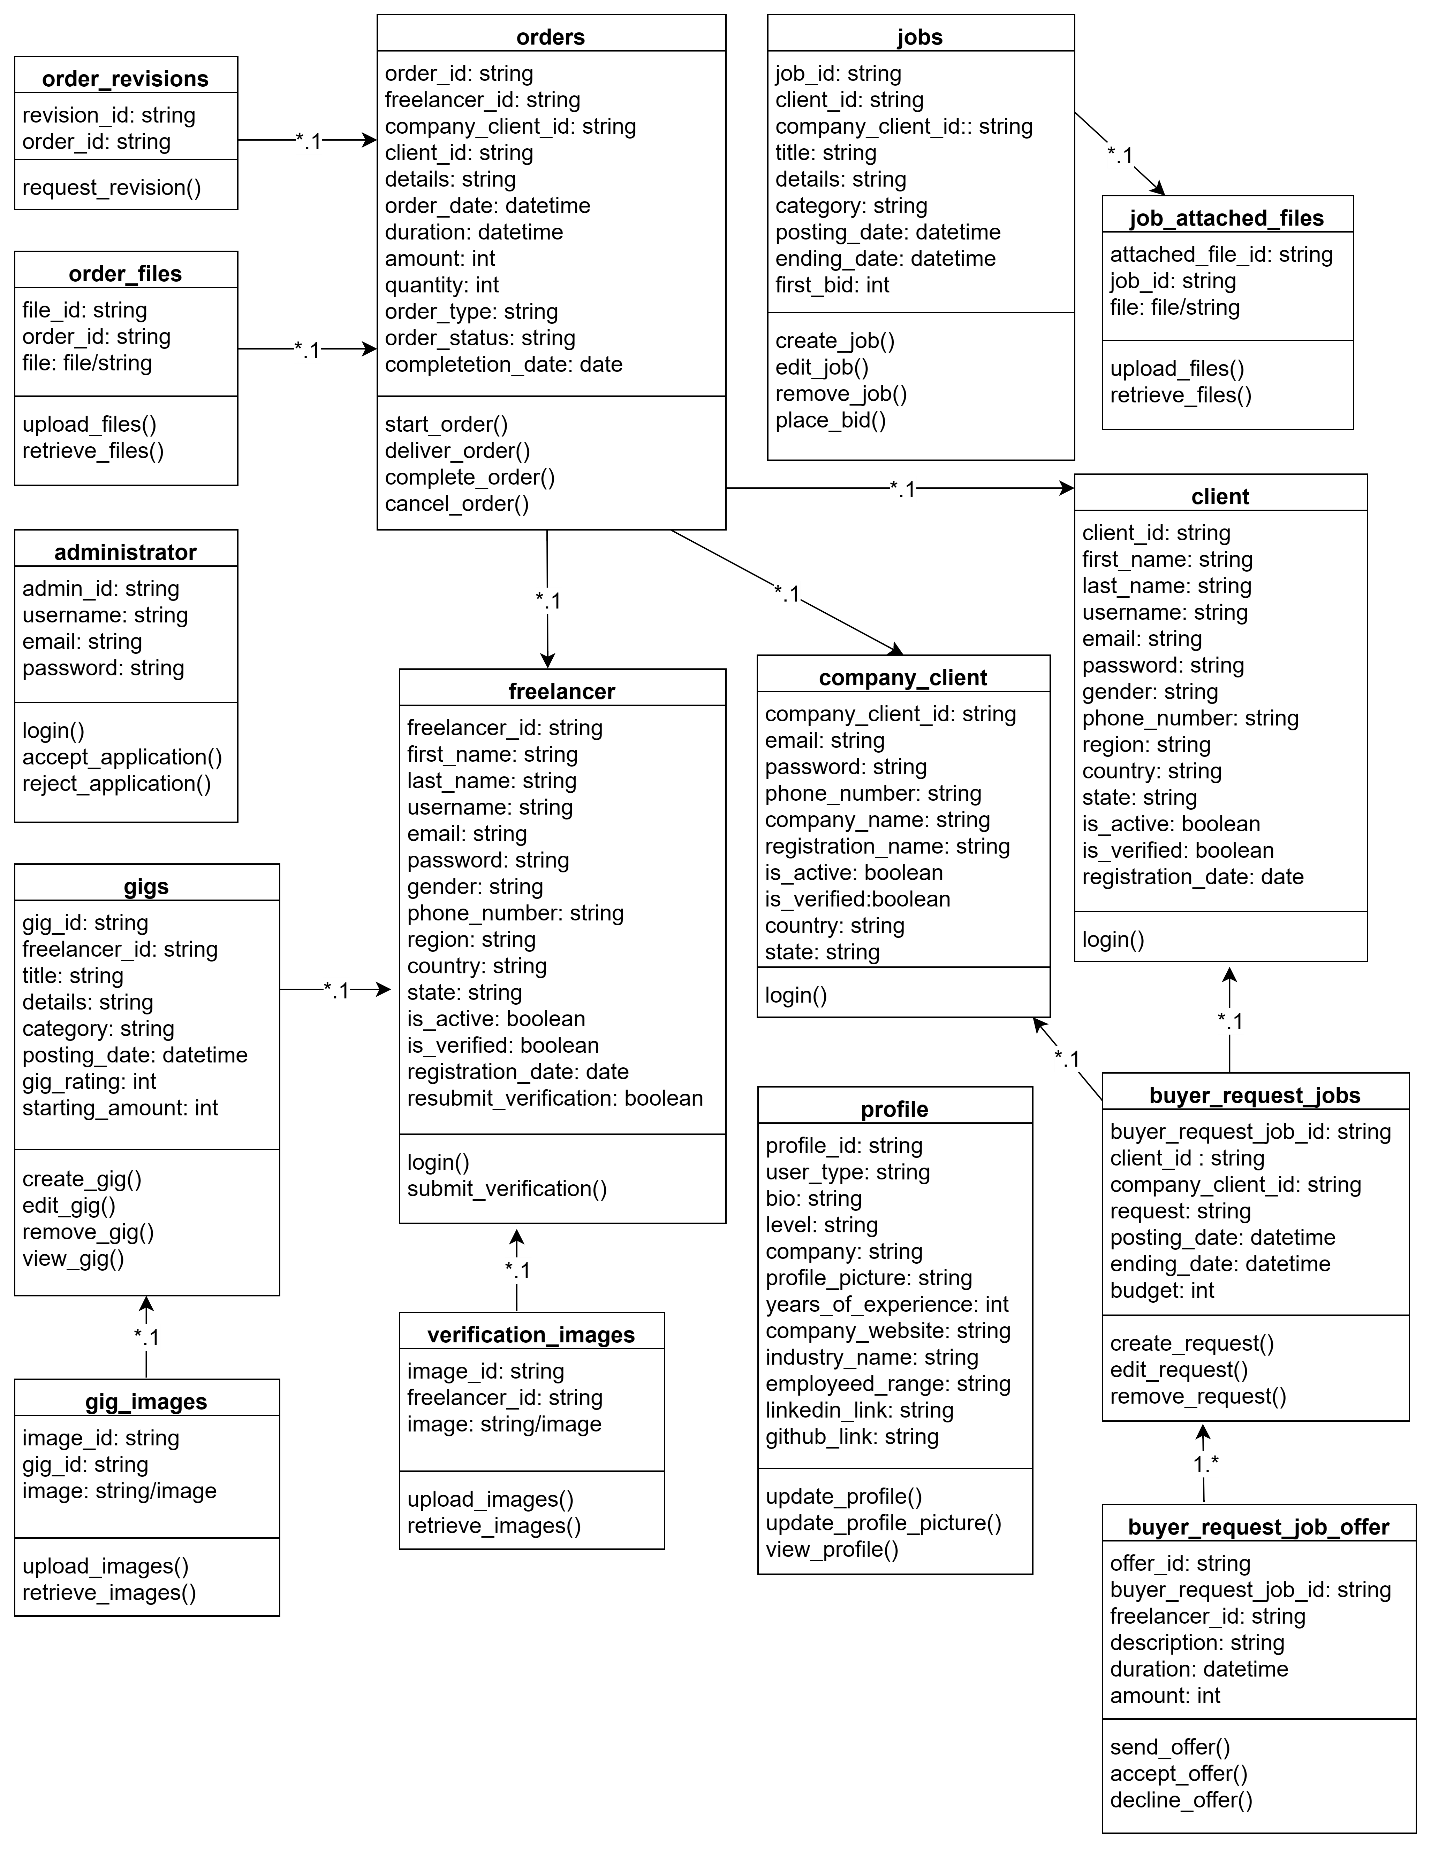 order_revisions
revision_id: string
order_id: string
request_revision()
*.1
orders
order_id: string
freelancer_id: string
company_client_id: string
client_id: string
details: string
order_date: datetime
duration: datetime
amount: int
quantity: int
order_type: string
order_status: string
completetion_date: date
start_order()
deliver_order()
complete_order()
cancel_order()
jobs
job_id: string
client_id: string
company_client_id:: string
title: string
details: string
category: string
posting_date: datetime
ending_date: datetime
first_bid: int
create_job()
edit_job()
remove_job()
place_bid()
*.1
job_attached_files
attached_file_id: string
job_id: string
file: file/string
upload_files()
retrieve_files()
order_files
file_id: string
order_id: string
file: file/string
upload_files()
retrieve_files()
*.1
*.1
*.1
*.1
client
client_id: string
first_name: string
last_name: string
username: string
email: string
password: string
gender: string
phone_number: string
region: string
country: string
state: string
is_active: boolean
is_verified: boolean
registration_date: date
login()
administrator
admin_id: string
username: string
email: string
password: string
login()
accept_application()
reject_application()
freelancer
freelancer_id: string
first_name: string
last_name: string
username: string
email: string
password: string
gender: string
phone_number: string
region: string
country: string
state: string
is_active: boolean
is_verified: boolean
registration_date: date
resubmit_verification: boolean
login()
submit_verification()
company_client
company_client_id: string
email: string
password: string
phone_number: string
company_name: string
registration_name: string
is_active: boolean
is_verified:boolean
country: string
state: string
login()
gigs
gig_id: string
freelancer_id: string
title: string
details: string
category: string
posting_date: datetime
gig_rating: int
starting_amount: int
create_gig()
edit_gig()
remove_gig()
view_gig()
*.1
*.1
*.1
profile
profile_id: string
user_type: string
bio: string
level: string
company: string
profile_picture: string
years_of_experience: int
company_website: string
industry_name: string
employeed_range: string
linkedin_link: string
github_link: string
update_profile()
update_profile_picture()
view_profile()
buyer_request_jobs
buyer_request_job_id: string
client_id : string
company_client_id: string
request: string
posting_date: datetime
ending_date: datetime
budget: int
create_request()
edit_request()
remove_request()
*.1
*.1
gig_images
image_id: string
gig_id: string
image: string/image
upload_images()
retrieve_images()
verification_images
image_id: string
freelancer_id: string
image: string/image
upload_images()
retrieve_images()
1.*
buyer_request_job_offer
offer_id: string
buyer_request_job_id: string
freelancer_id: string
description: string
duration: datetime
amount: int
send_offer()
accept_offer()
decline_offer()